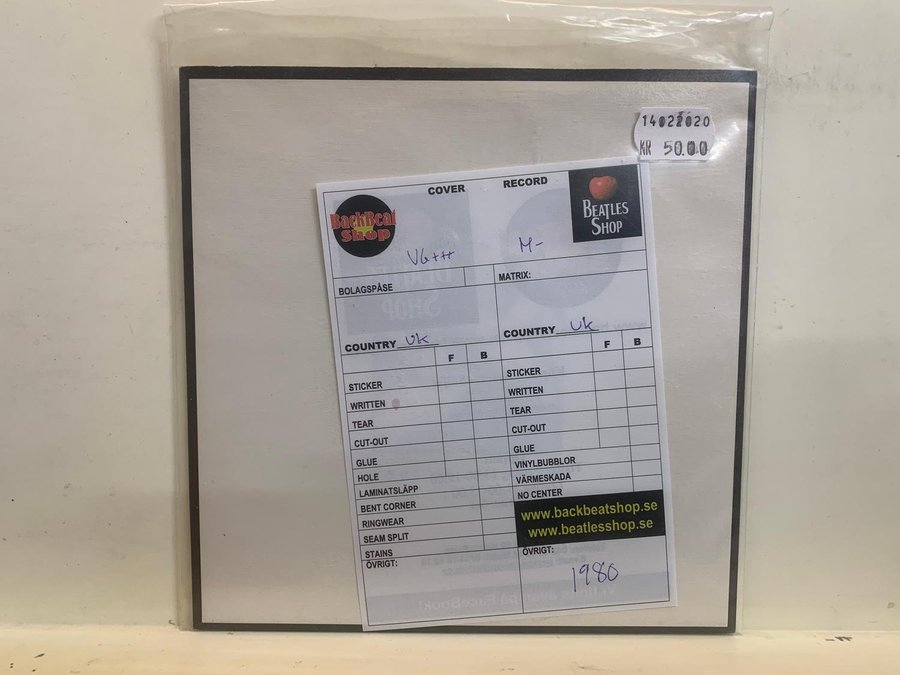 14022020
KR 50.00
COVER RECORD
BackBeat
Shop
BEATLES
SHOP
VG+++ M-
BOLAGSPÅSE MATRIX:
COUNTRY UK COUNTRY UK
F B F B
STICKER STICKER
WRITTEN WRITTEN
TEAR TEAR
CUT-OUT CUT-OUT
GLUE GLUE
HOLE VINYLBUBBLOR
LAMINATSLÄPP VÄRMESKADA
BENT CORNER NO CENTER
RINGWEAR www.backbeatshop.se
SEAM SPLIT www.beatlesshop.se
STAINS
ÖVRIGT: ÖVRIGT:
1980